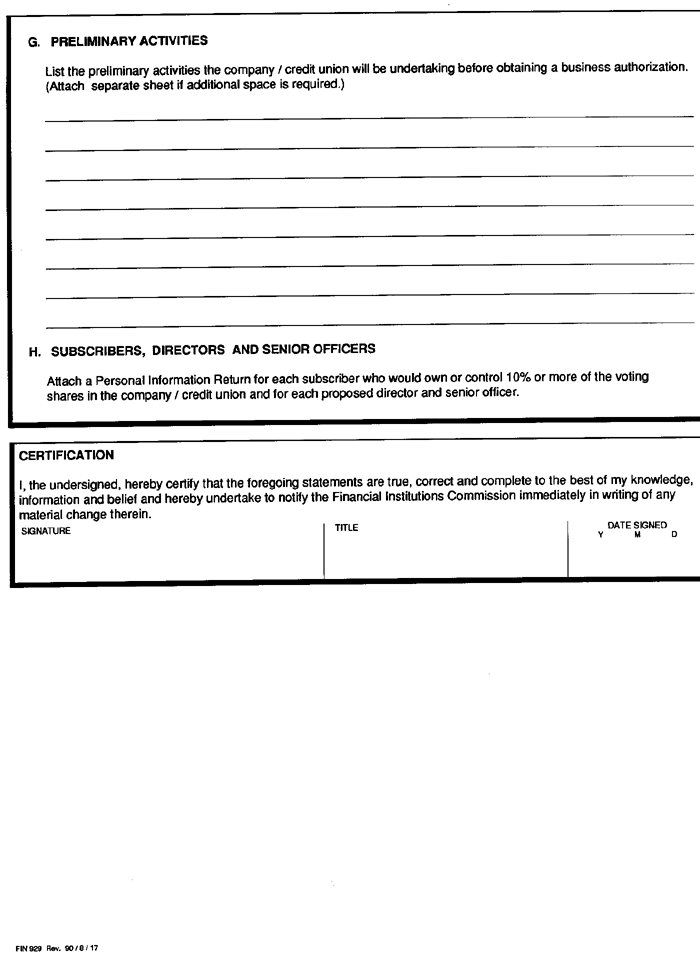 G. PRELIMINARY ACTIVITIES
List the preliminary activities the company / credit union will be undertaking before obtaining a business authorization.
(Attach separate sheet if additional space is required.)
H. SUBSCRIBERS, DIRECTORS AND SENIOR OFFICERS
Attach a Personal Information Return for each subscriber who would own or control 10% or more of the voting
shares in the company / credit union and for each proposed director and senior officer.
CERTIFICATION
I, the undersigned, hereby certify that the foregoing statements are true, correct and complete to the best of my knowledge,
information and belief and hereby undertake to notify the Financial Institutions Commission immediately in writing of any
material change therein.
SIGNATURE TITLE DATE SIGNED
Y M D
FIN 929 Rev. 90 / 8 / 17